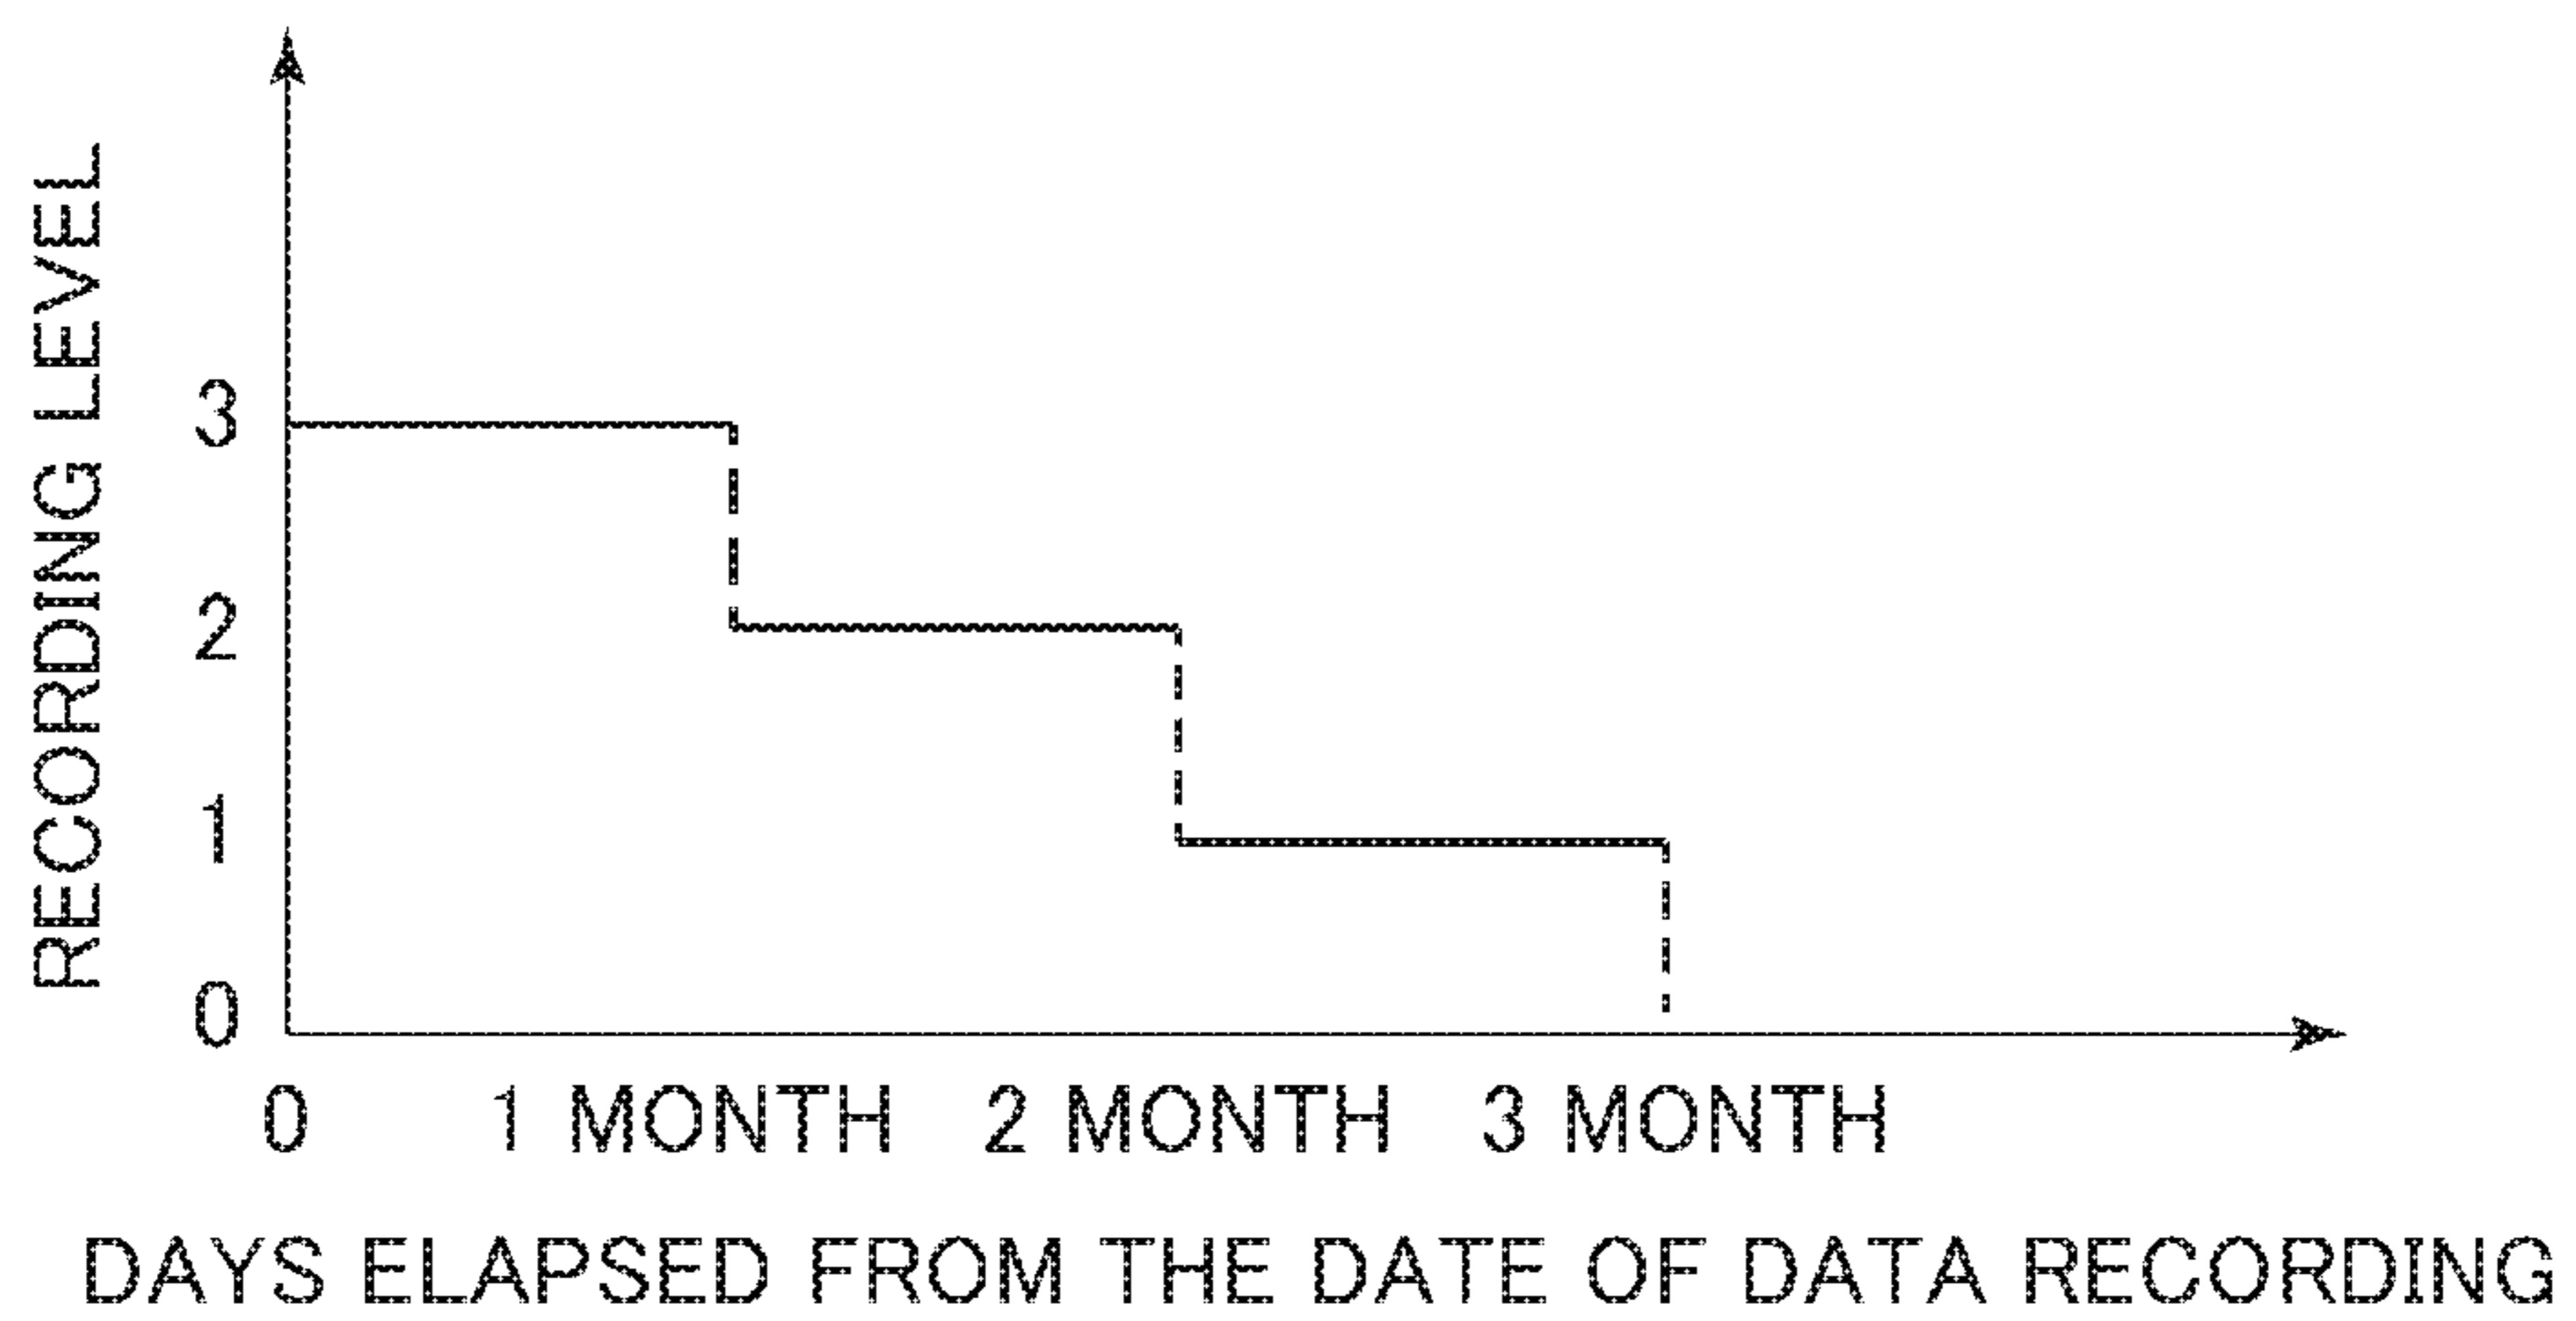 RECORDING LEVEL
3
2
1
0
0 1 MONTH 2 MONTH 3 MONTH
DAYS ELAPSED FROM THE DATE OF DATA RECORDING